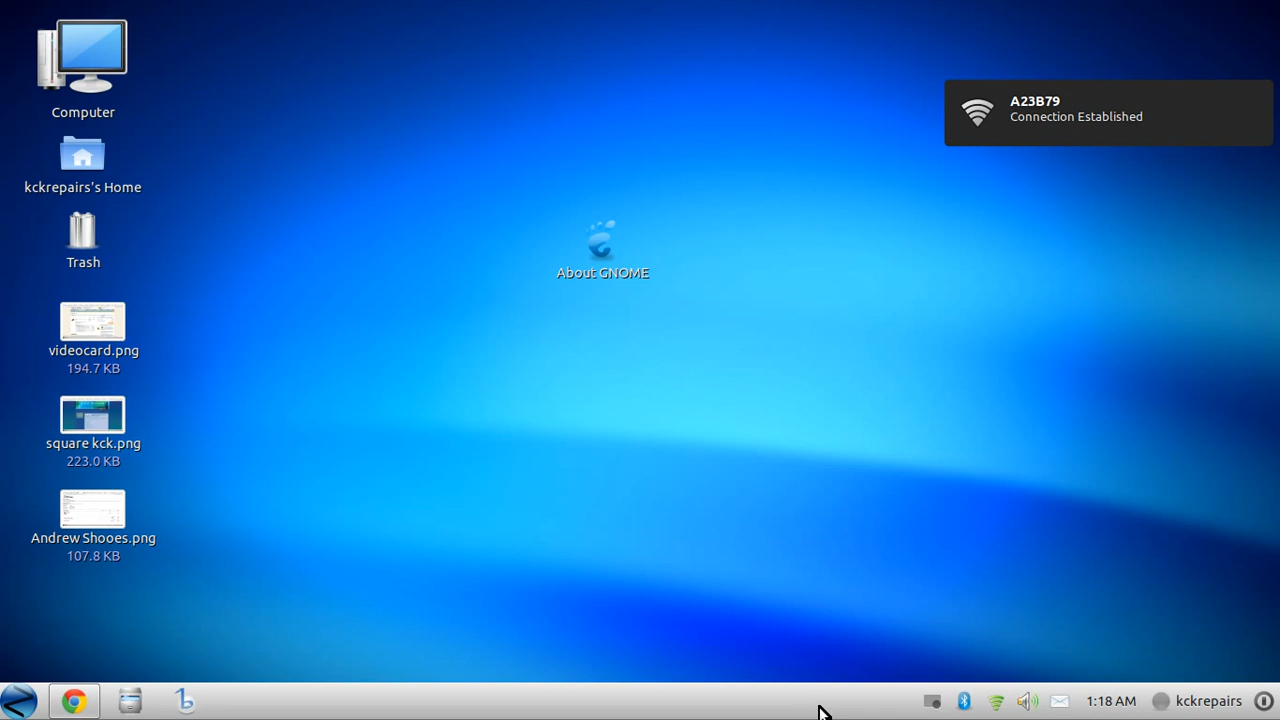 Computer
kckrepairs's Home
Trash
videocard.png
194.7 KB
square kck.png
223.0 KB
Andrew Shooes.png
107.8 KB
About GNOME
A23B79
Connection Established
1:18 AM
kckrepairs